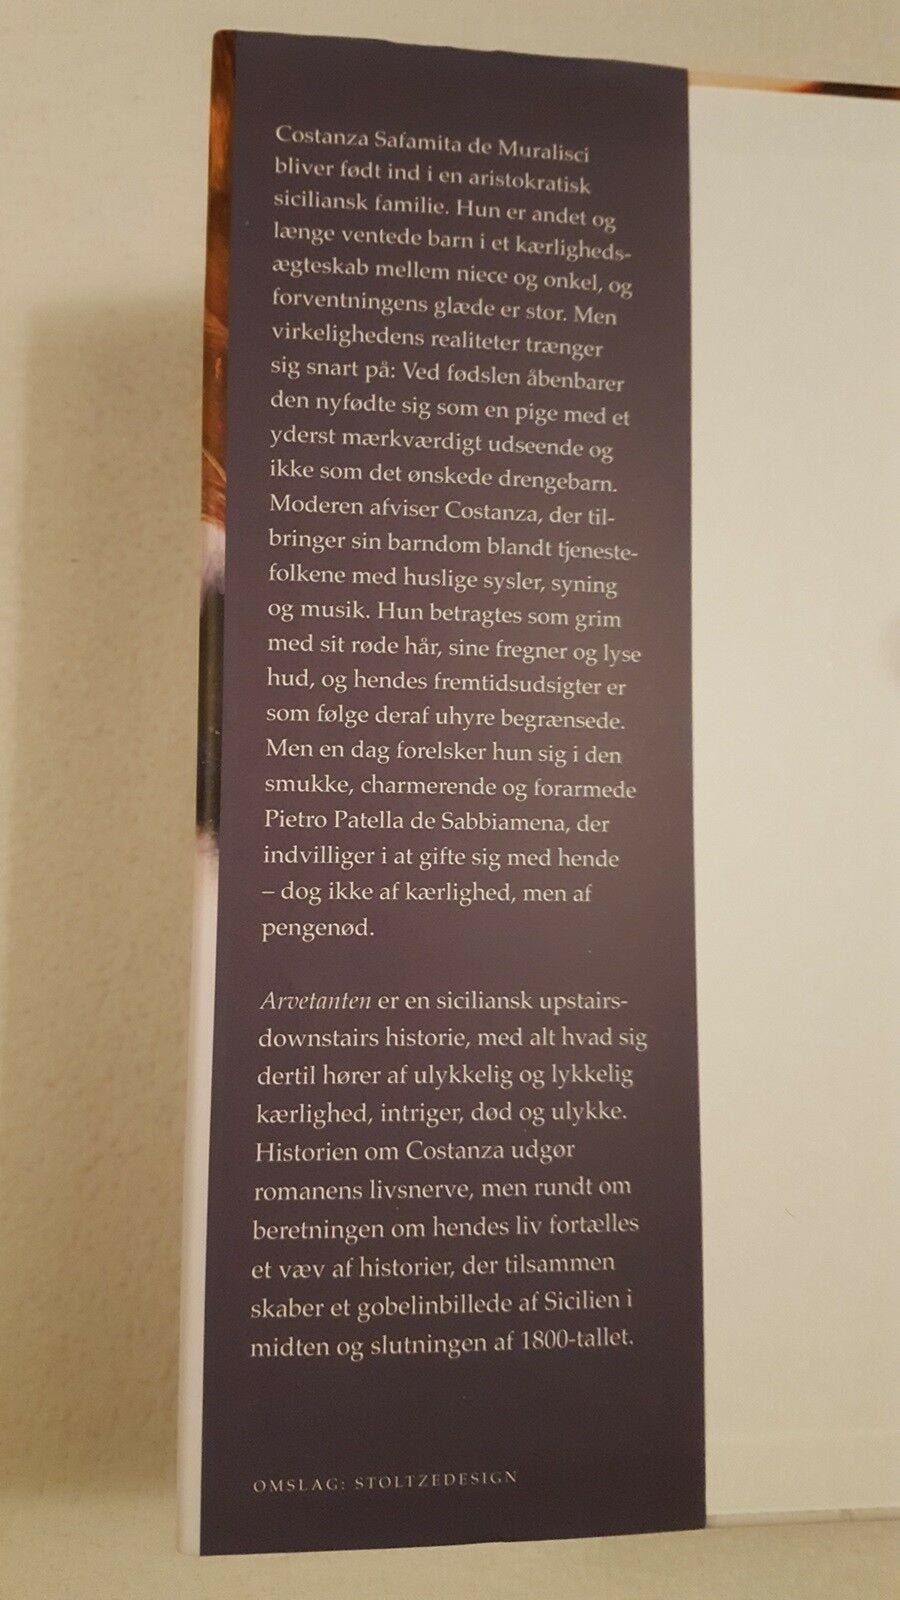 Costanza Safamita de Muralisci
bliver født ind i en aristokratisk
siciliansk familie. Hun er andet og
længe ventede barn i et kærligheds-
ægteskab mellem niece og onkel, og
forventningens glæde er stor. Men
virkelighedens realiteter trænger
sig snart på: Ved fødslen åbenbarer
den nyfødte sig som en pige med et
yderst mærkværdigt udseende og
ikke som det ønskede drengebarn.
Moderen afviser Costanza, der til-
bringer sin barndom blandt tjeneste-
folkene med huslige sysler, syning
og musik. Hun betragtes som grim
med sit røde hår, sine fregner og lyse
hud, og hendes fremtidsudsigter er
som følge deraf uhyre begrænsede.
Men en dag forelsker hun sig i den
smukke, charmerende og forarmede
Pietro Patella de Sabbiamena, der
indvilliger i at gifte sig med hende
– dog ikke af kærlighed, men af
pengenød.
Arvetanten er en siciliansk upstairs-
downstairs historie, med alt hvad sig
dertil hører af ulykkelig og lykkelig
kærlighed, intriger, død og ulykke.
Historien om Costanza udgør
romanens livsnerve, men rundt om
beretningen om hendes liv fortælles
et væv af historier, der tilsammen
skaber et gobelinbillede af Sicilien i
midten og slutningen af 1800-tallet.
OMSLAG: STOLTZEDESIGN